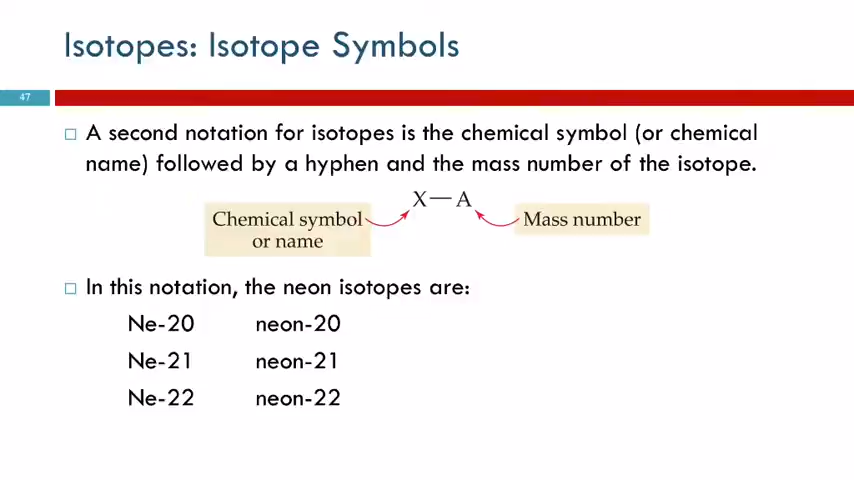 Isotopes: Isotope Symbols
47
A second notation for isotopes is the chemical symbol (or chemical
name) followed by a hyphen and the mass number of the isotope.
X—A
Chemical symbol
or name
Mass number
In this notation, the neon isotopes are:
Ne-20 neon-20
Ne-21 neon-21
Ne-22 neon-22